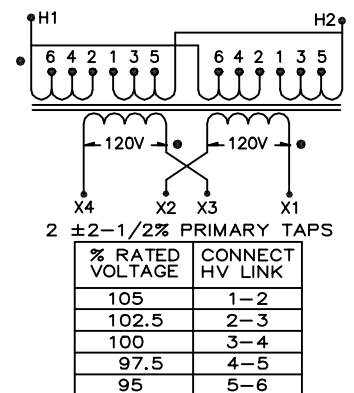 H1 H2
6 4 2 1 3 5 6 4 2 1 3 5
120V 120V
X4 X2 X3 X1
2 ±2-1/2% PRIMARY TAPS
% RATED VOLTAGE CONNECT HV LINK
105 1-2
102.5 2-3
100 3-4
97.5 4-5
95 5-6